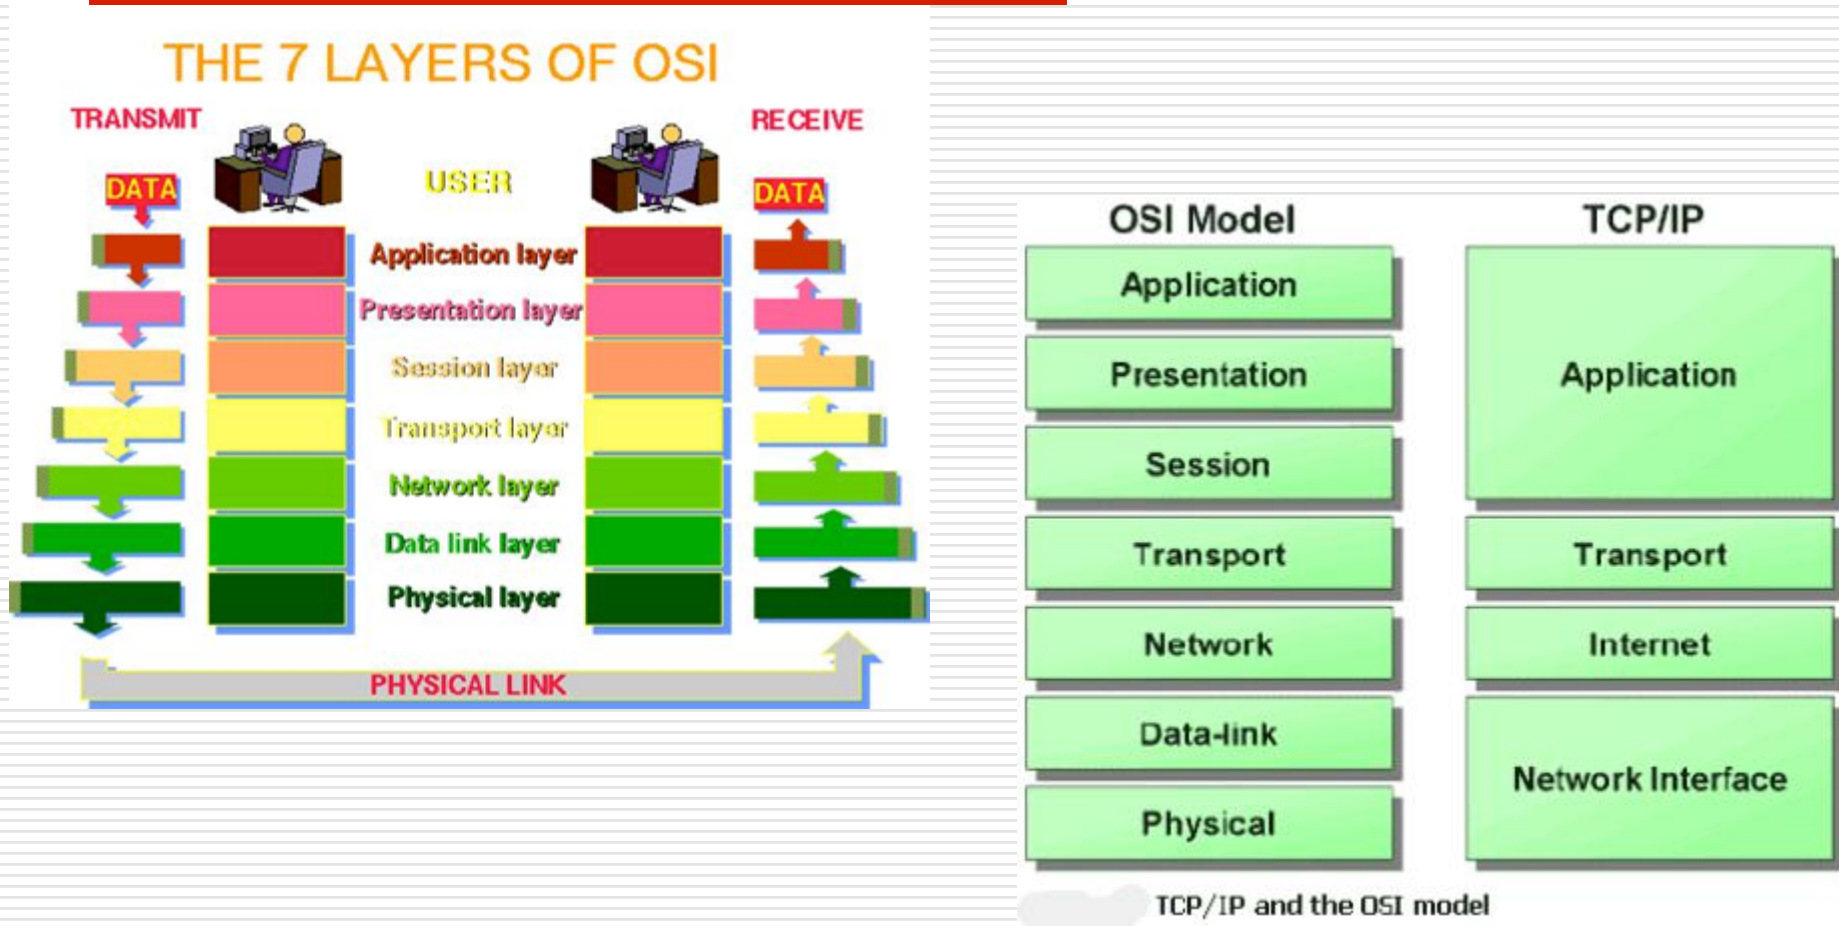 THE 7 LAYERS OF OSI
TRANSMIT
RECEIVE
DATA
USER
DATA
Application layer
Presentation layer
Session layer
Transport layer
Network layer
Data link layer
Physical layer
PHYSICAL LINK
OSI Model
TCP/IP
Application
Presentation
Session
Transport
Network
Data-link
Physical
Application
Transport
Internet
Network Interface
TCP/IP and the OSI model